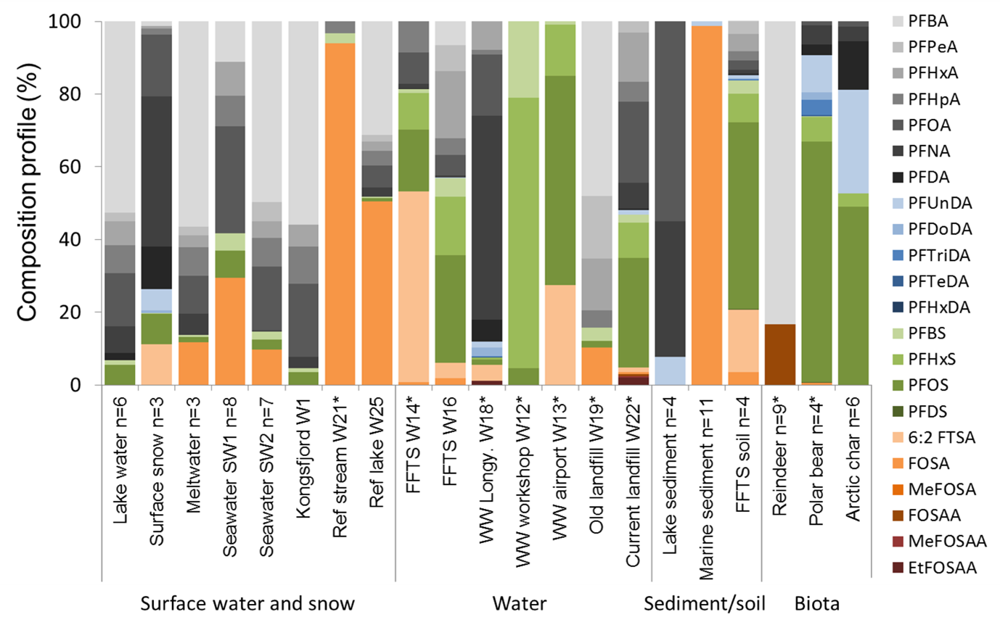 Composition profile (%)
100
80
60
40
20
0
Lake water n=6
Surface snow n=3
Meltwater n=3
Seawater SW1 n=8
Seawater SW2 n=7
Kongsfjord W1
Ref stream W21*
Ref lake W25
FFTS W14*
FFTS W16
WW Longy. W18*
WW workshop W12*
WW airport W13*
Old landfill W19*
Current landfill W22*
Lake sediment n=4
Marine sediment n=11
FFTS soil n=4
Reindeer n=9*
Polar bear n=4*
Arctic char n=6
Surface water and snow
Water
Sediment/soil
Biota
PFBA
PFPeA
PFHxA
PFHpA
PFOA
PFNA
PFDA
PFUnDA
PFDoDA
PFTriDA
PFTeDA
PFHxDA
PFBS
PFHxS
PFOS
PFDS
6:2 FTSA
FOSA
MeFOSA
FOSAA
MeFOSAA
EtFOSAA